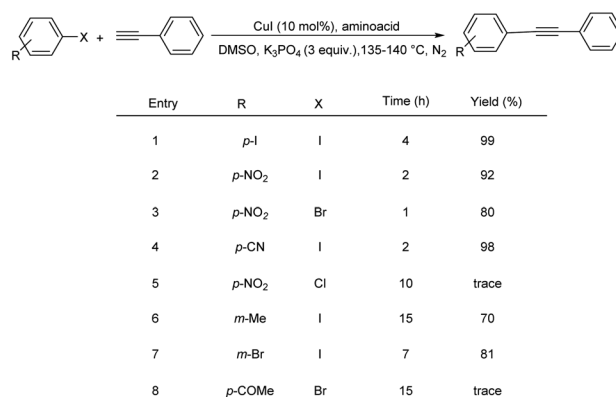 R
X
+
CuI (10 mol%), aminoacid
DMSO, K₃PO₄ (3 equiv.),135-140 °C, N₂
R
Entry R X Time (h) Yield (%)
1 p-I I 4 99
2 p-NO₂ I 2 92
3 p-NO₂ Br 1 80
4 p-CN I 2 98
5 p-NO₂ Cl 10 trace
6 m-Me I 15 70
7 m-Br I 7 81
8 p-COMe Br 15 trace